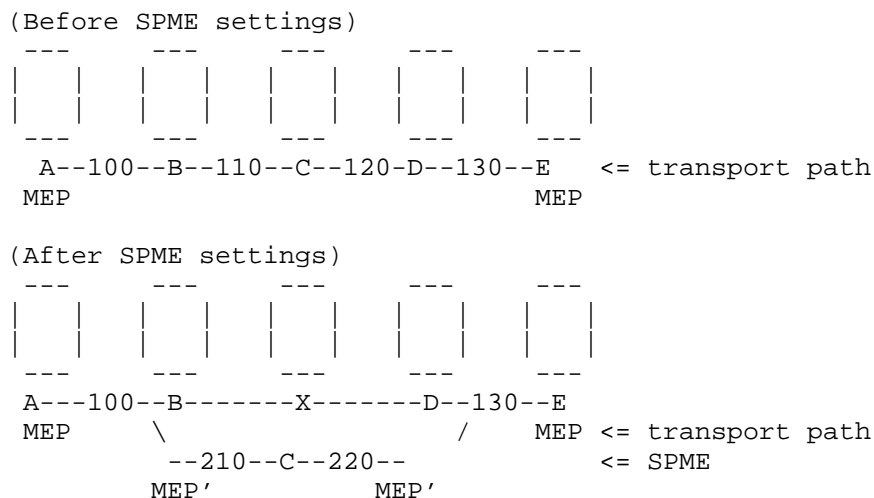 (Before SPME settings)
 ---     ---     ---     ---     ---
|   |   |   |   |   |   |   |   |   |
|   |   |   |   |   |   |   |   |   |
 ---     ---     ---     ---     ---
  A--100--B--110--C--120-D--130--E   <= transport path
 MEP                             MEP
(After SPME settings)
 ---     ---     ---     ---     ---
|   |   |   |   |   |   |   |   |   |
|   |   |   |   |   |   |   |   |   |
 ---     ---     ---     ---     ---
 A---100--B-------X-------D--130--E
 MEP     \                  /    MEP <= transport path
          --210--C--220--            <= SPME
         MEP'          MEP'